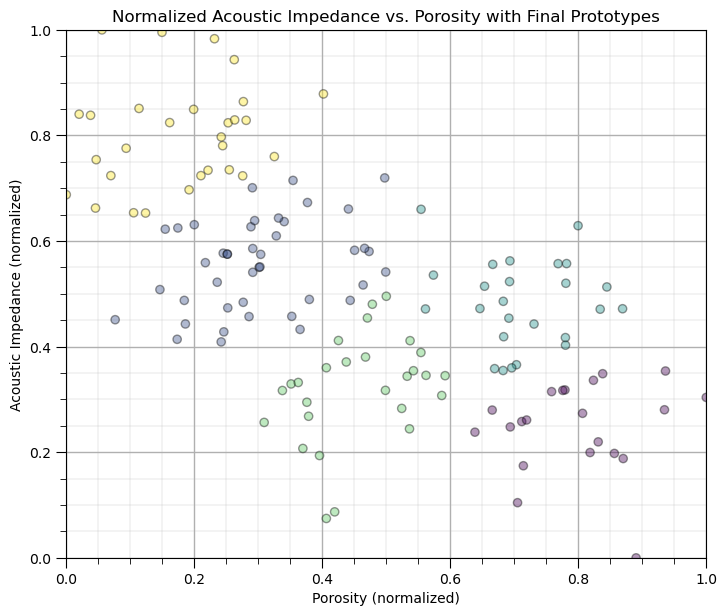 Normalized Acoustic Impedance vs. Porosity with Final Prototypes
1.0
0.8
0.6
0.4
0.2
0.0
Acoustic Impedance (normalized)
0.0 0.2 0.4 0.6 0.8 1.0
Porosity (normalized)